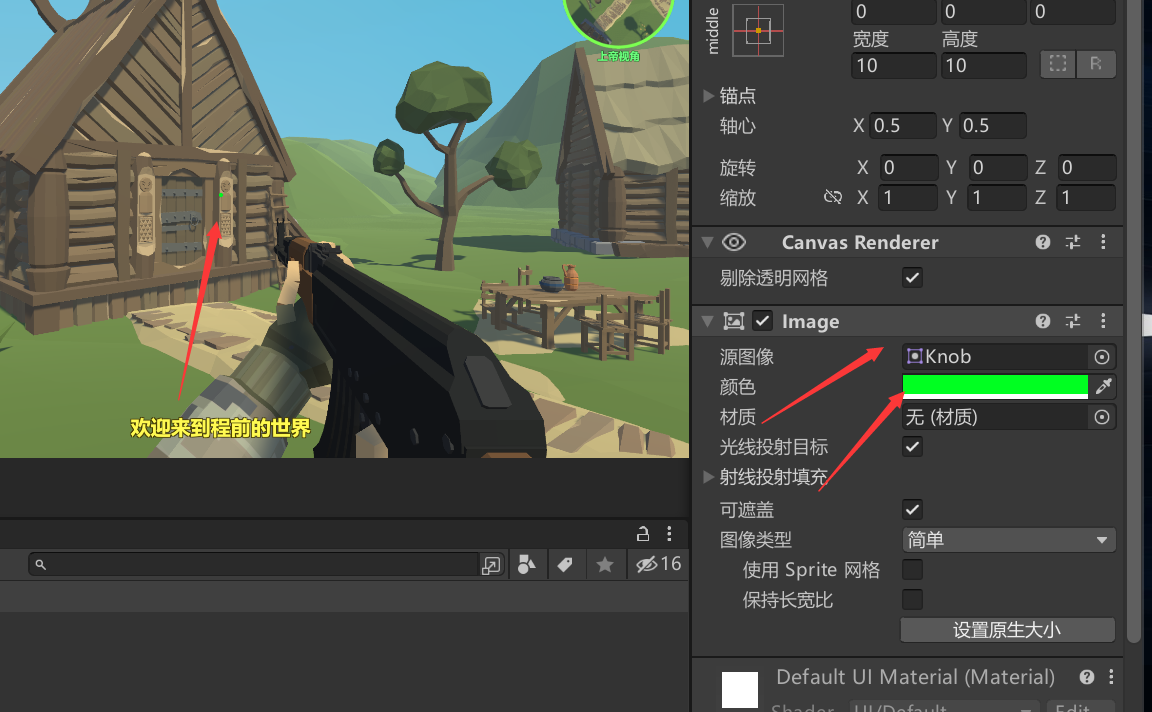 上帝视角
欢迎来到程前的世界
16
middle
0 0 0
宽度 高度
10 10 R
锚点
轴心 X 0.5 Y 0.5
旋转 X 0 Y 0 Z 0
缩放 X 1 Y 1 Z 1
Canvas Renderer
剔除透明网格
Image
源图像 Knob
颜色
材质 无 (材质)
光线投射目标
射线投射填充
可遮盖
图像类型 简单
使用 Sprite 网格
保持长宽比
设置原生大小
Default UI Material (Material)
Shader UI/Default Edit